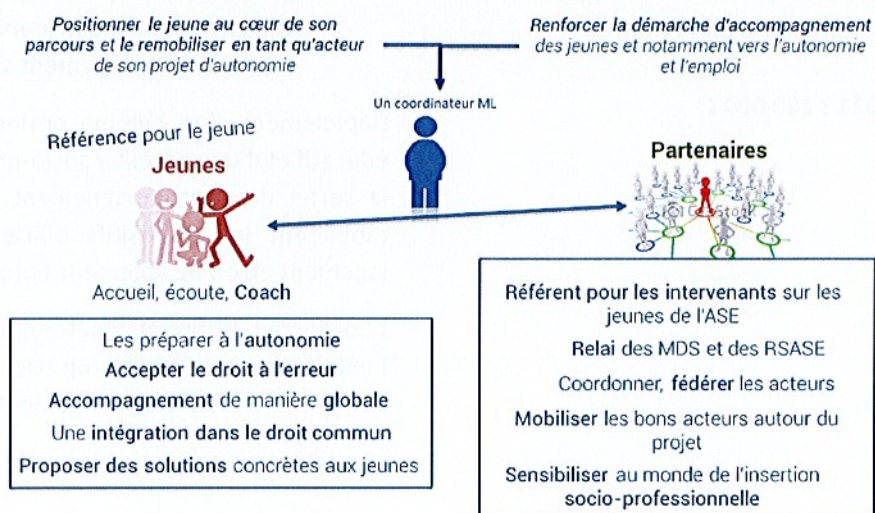 Positionner le jeune au cœur de son
parcours et le remobiliser en tant qu'acteur
de son projet d'autonomie
Renforcer la démarche d'accompagnement
des jeunes et notamment vers l'autonomie
et l'emploi
Un coordinateur ML
Référence pour le jeune
Jeunes
Accueil, écoute, Coach
Les préparer à l'autonomie
Accepter le droit à l'erreur
Accompagnement de manière globale
Une intégration dans le droit commun
Proposer des solutions concrètes aux jeunes
Partenaires
Référent pour les intervenants sur les
jeunes de l'ASE
Relai des MDS et des RSASE
Coordonner, fédérer les acteurs
Mobiliser les bons acteurs autour du
projet
Sensibiliser au monde de l'insertion
socio-professionnelle